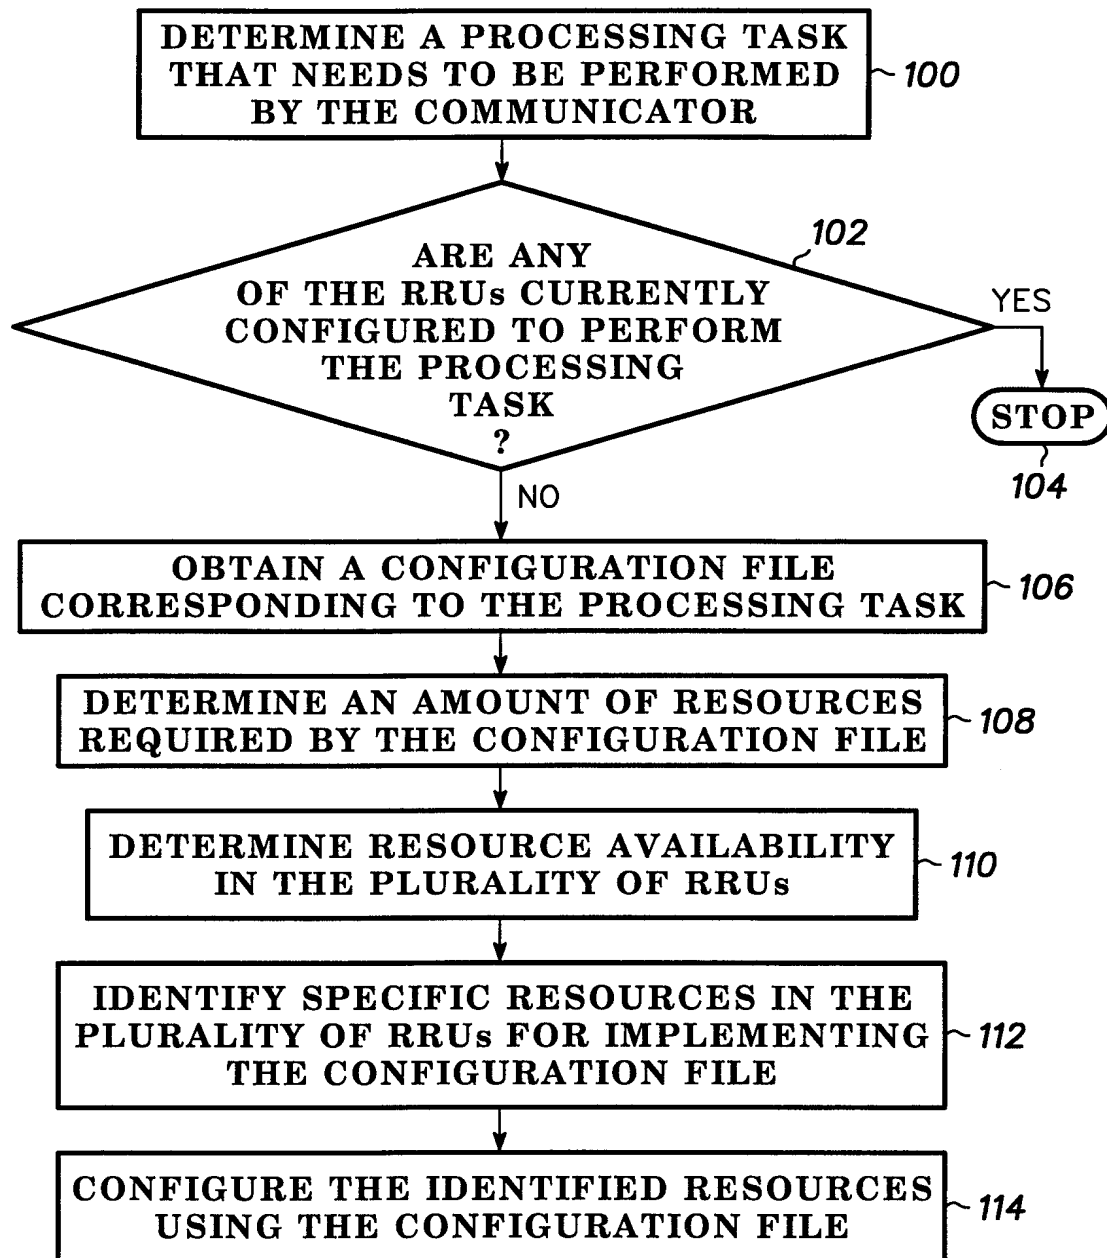 DETERMINE A PROCESSING TASK
THAT NEEDS TO BE PERFORMED
BY THE COMMUNICATOR
100
102
ARE ANY
OF THE RRUs CURRENTLY
CONFIGURED TO PERFORM
THE PROCESSING
TASK
?
YES
STOP
104
NO
OBTAIN A CONFIGURATION FILE
CORRESPONDING TO THE PROCESSING TASK
106
DETERMINE AN AMOUNT OF RESOURCES
REQUIRED BY THE CONFIGURATION FILE
108
DETERMINE RESOURCE AVAILABILITY
IN THE PLURALITY OF RRUs
110
IDENTIFY SPECIFIC RESOURCES IN THE
PLURALITY OF RRUs FOR IMPLEMENTING
THE CONFIGURATION FILE
112
CONFIGURE THE IDENTIFIED RESOURCES
USING THE CONFIGURATION FILE
114